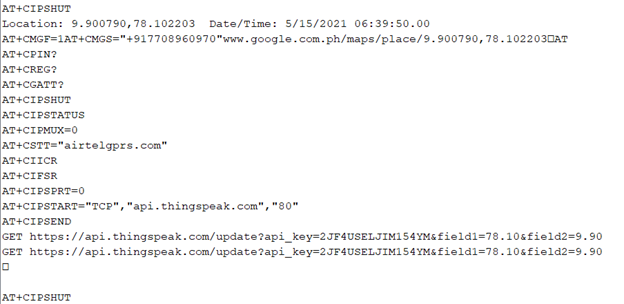 AT+CIPSHUT
Location: 9.900790,78.102203  Date/Time: 5/15/2021 06:39:50.00
AT+CMGF=1AT+CMGS="+917708960970"www.google.com.ph/maps/place/9.900790,78.102203□AT
AT+CPIN?
AT+CREG?
AT+CGATT?
AT+CIPSHUT
AT+CIPSTATUS
AT+CIPMUX=0
AT+CSTT="airtelgprs.com"
AT+CIICR
AT+CIFSR
AT+CIPSPRT=0
AT+CIPSTART="TCP","api.thingspeak.com","80"
AT+CIPSEND
GET https://api.thingspeak.com/update?api_key=2JF4USELJIM154YM&field1=78.10&field2=9.90
GET https://api.thingspeak.com/update?api_key=2JF4USELJIM154YM&field1=78.10&field2=9.90
□
AT+CIPSHUT